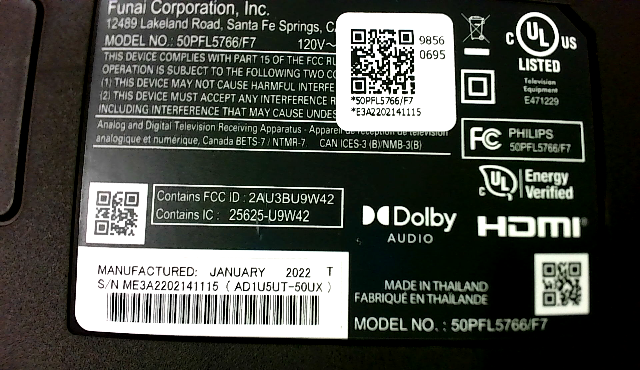 Funai Corporation, Inc.
12489 Lakeland Road, Santa Fe Springs,
MODEL NO.: 50PFL5766/F7 120V~
THIS DEVICE COMPLIES WITH PART 15 OF THE FCC
OPERATION IS SUBJECT TO THE FOLLOWING TWO
(1) THIS DEVICE MAY NOT CAUSE HARMFUL
(2) THIS DEVICE MUST ACCEPT ANY INTERFERENCE
INCLUDING INTERFERENCE THAT MAY CAUSE
Analog and Digital Television Receiving Apparatus - Appareil de réception de télévision
analogique et numérique, Canada BETS-7 / NTMR-7 CAN ICES-3 (B)/NMB-3(B)
9856
0695
*50PFL5766/F7
*E3A2202141115
C UL US
LISTED
Television
Equipment
E471229
FC PHILIPS
50PFL5766/F7
UL Energy
Verified
Contains FCC ID : 2AU3BU9W42
Contains IC : 25625-U9W42
Dolby
AUDIO
HDMI
MANUFACTURED: JANUARY 2022 T
S/N ME3A2202141115 ( AD1U5UT-50UX )
MADE IN THAILAND
FABRIQUÉ EN THAÏLANDE
MODEL NO. : 50PFL5766/F7